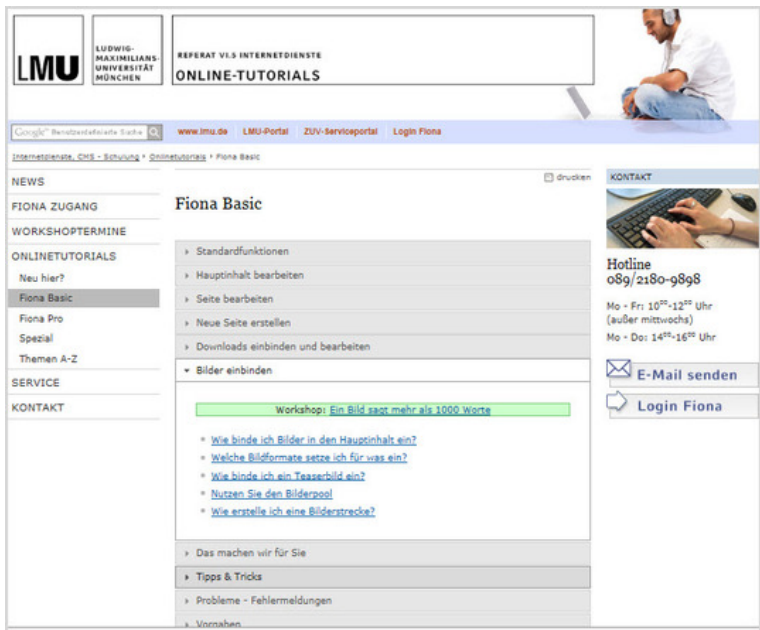 LMU
LUDWIG-
MAXIMILIANS-
UNIVERSITÄT
MÜNCHEN
REFERAT VI.5 INTERNETDIENSTE
ONLINE-TUTORIALS
Google™ Benutzerdefinierte Suche
www.lmu.de LMU-Portal ZUV-Serviceportal Login Fiona
Internetdienste, CMS - Schulung › Onlinetutorials › Fiona Basic
NEWS
FIONA ZUGANG
WORKSHOPTERMINE
ONLINETUTORIALS
Neu hier?
Fiona Basic
Fiona Pro
Spezial
Themen A-Z
SERVICE
KONTAKT
drucken
Fiona Basic
Standardfunktionen
Hauptinhalt bearbeiten
Seite bearbeiten
Neue Seite erstellen
Downloads einbinden und bearbeiten
Bilder einbinden
Workshop: Ein Bild sagt mehr als 1000 Worte
Wie binde ich Bilder in den Hauptinhalt ein?
Welche Bildformate setze ich für was ein?
Wie binde ich ein Teaserbild ein?
Nutzen Sie den Bilderpool
Wie erstelle ich eine Bilderstrecke?
Das machen wir für Sie
Tipps & Tricks
Probleme - Fehlermeldungen
Vorgaben
KONTAKT
Hotline
089/2180-9898
Mo - Fr: 10⁰⁰-12⁰⁰ Uhr
(außer mittwochs)
Mo - Do: 14⁰⁰-16⁰⁰ Uhr
E-Mail senden
Login Fiona